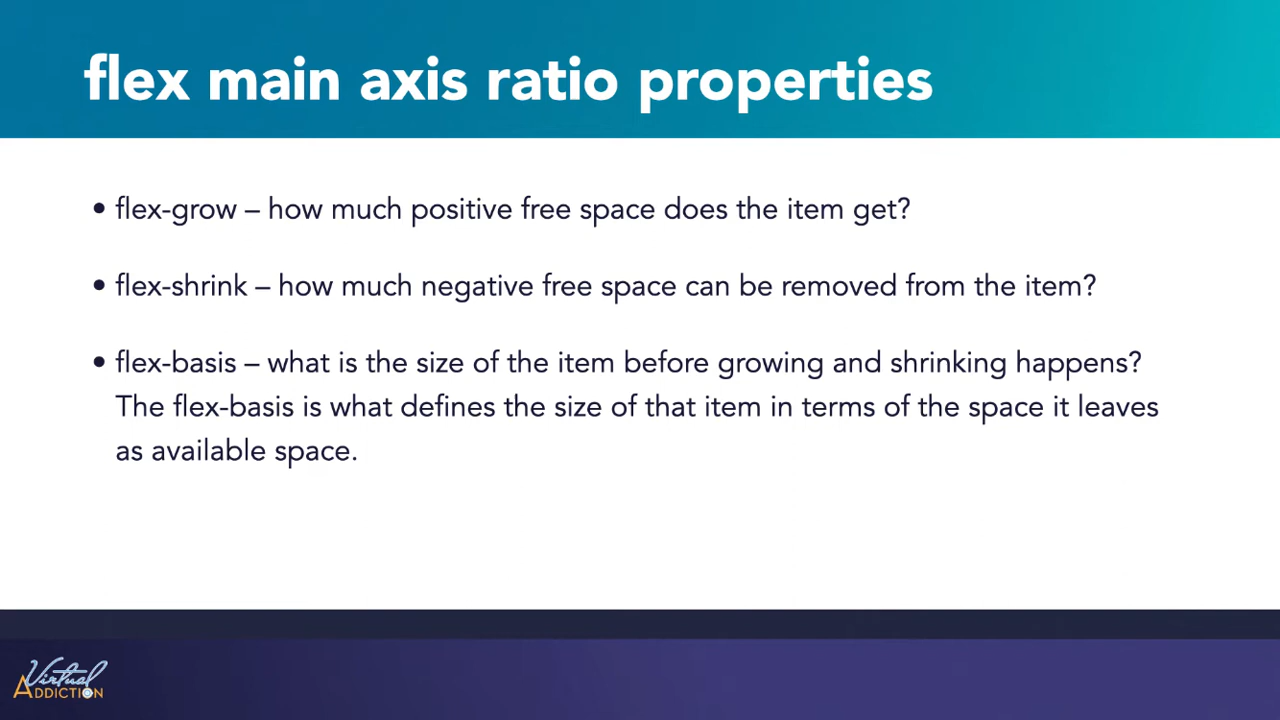 flex main axis ratio properties
• flex-grow – how much positive free space does the item get?
• flex-shrink – how much negative free space can be removed from the item?
• flex-basis – what is the size of the item before growing and shrinking happens?
The flex-basis is what defines the size of that item in terms of the space it leaves
as available space.
Virtual
ADDICTION